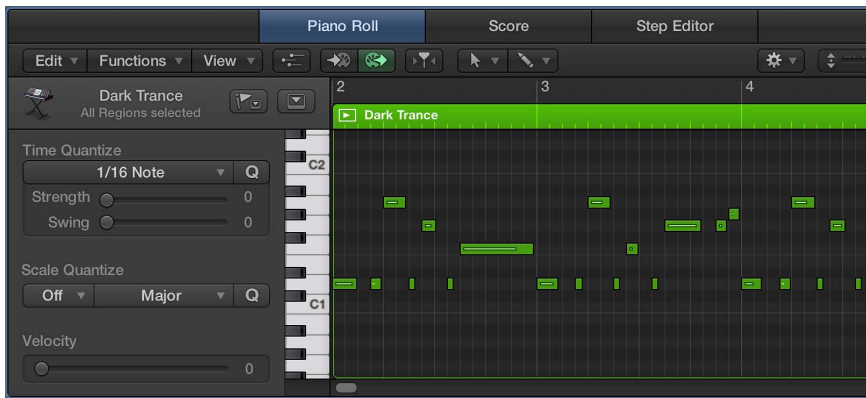 Piano Roll Score Step Editor
Edit Functions View
2 3 4
Dark Trance
All Regions selected
Dark Trance
Time Quantize
1/16 Note Q
Strength 0
Swing 0
C2
Scale Quantize
Off Major Q
C1
Velocity
0